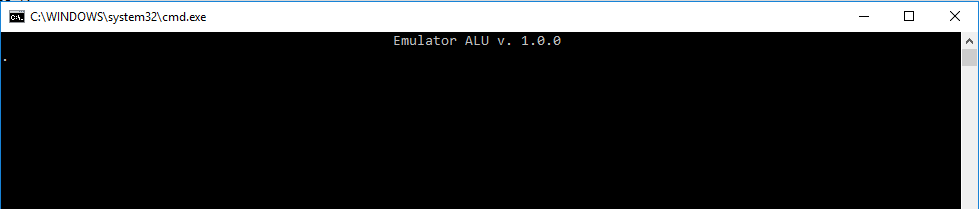 C:\WINDOWS\system32\cmd.exe
Emulator ALU v. 1.0.0
.